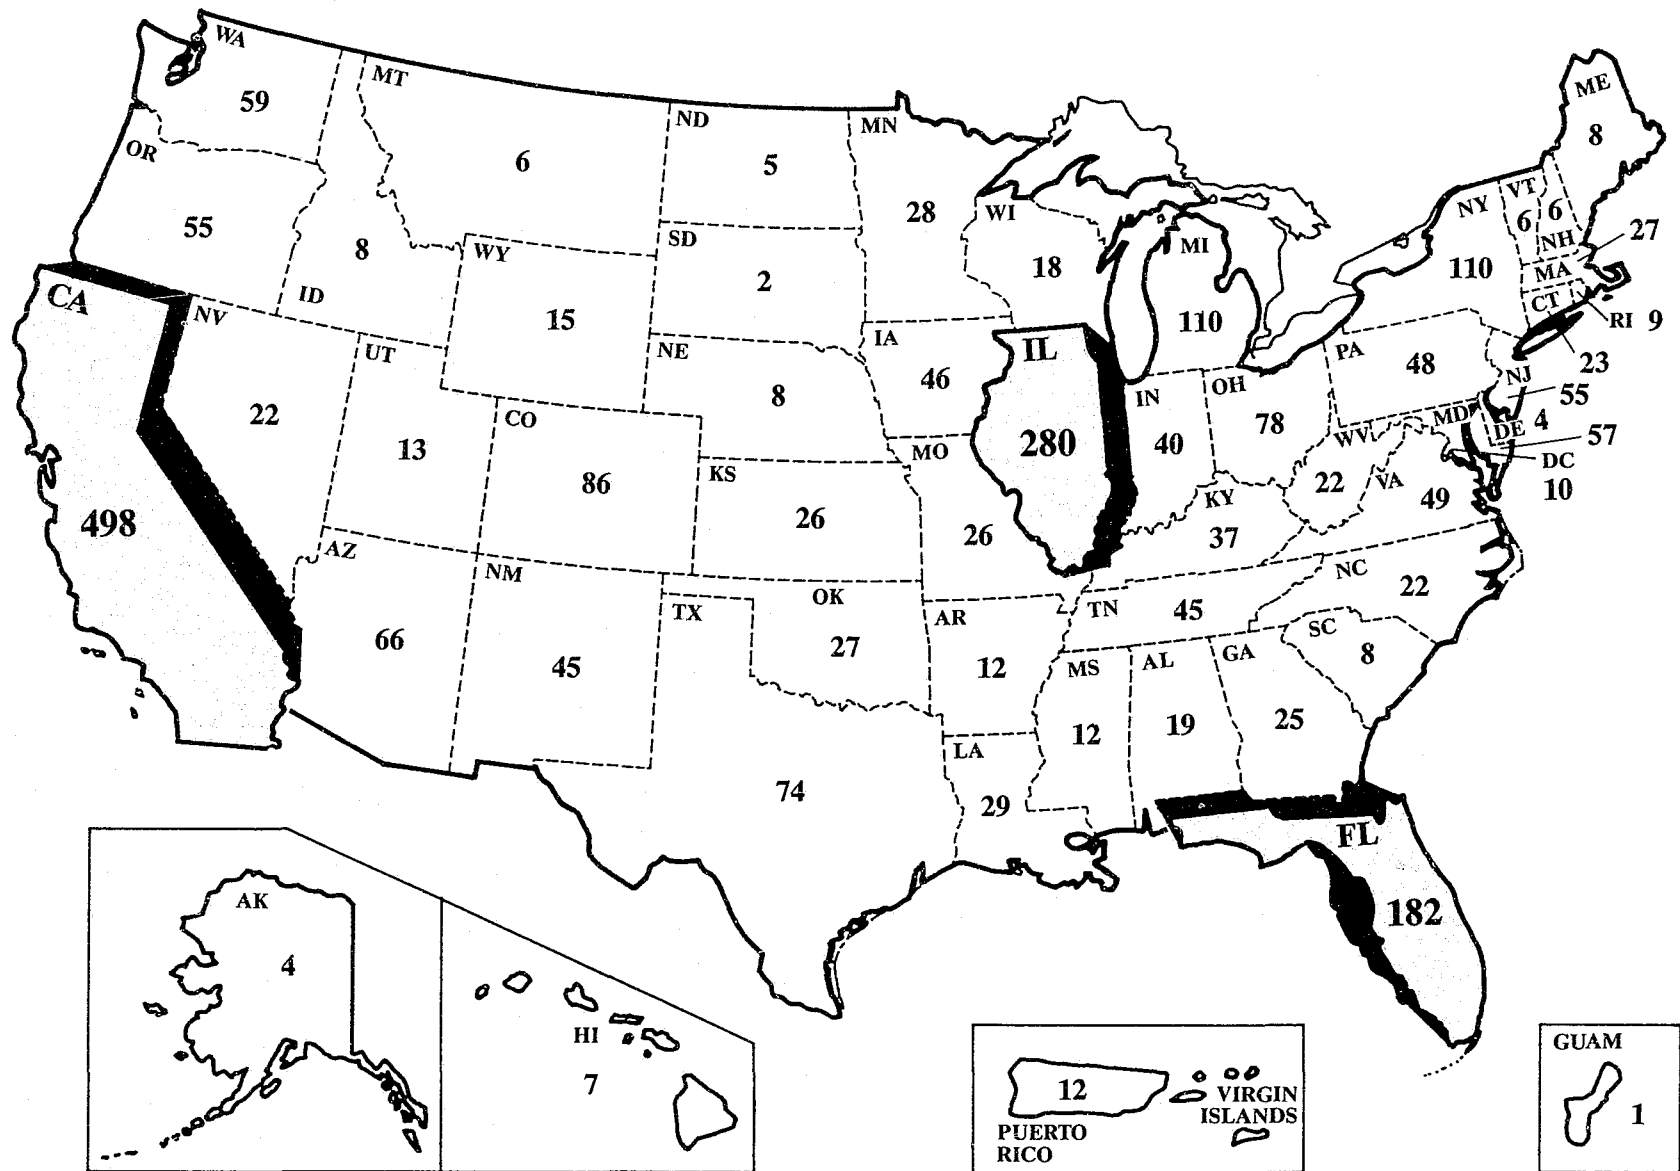 WA
59
MT
6
ND
5
MN
28
OR
55
ID
8
WY
15
SD
2
WI
18
MI
110
ME
8
VT
6
NH
6
27
NY
110
MA
CT
RI 9
23
CA
498
NV
22
UT
13
NE
8
IA
46
IL
280
IN
40
OH
78
PA
48
NJ
55
MD
DE 4
57
DC
10
CO
86
KS
26
MO
26
KY
37
WV
22
VA
49
AZ
66
NM
45
TX
74
OK
27
AR
12
TN
45
NC
22
SC
8
MS
12
AL
19
GA
25
LA
29
FL
182
AK
4
HI
7
12
PUERTO
RICO
VIRGIN
ISLANDS
GUAM
1